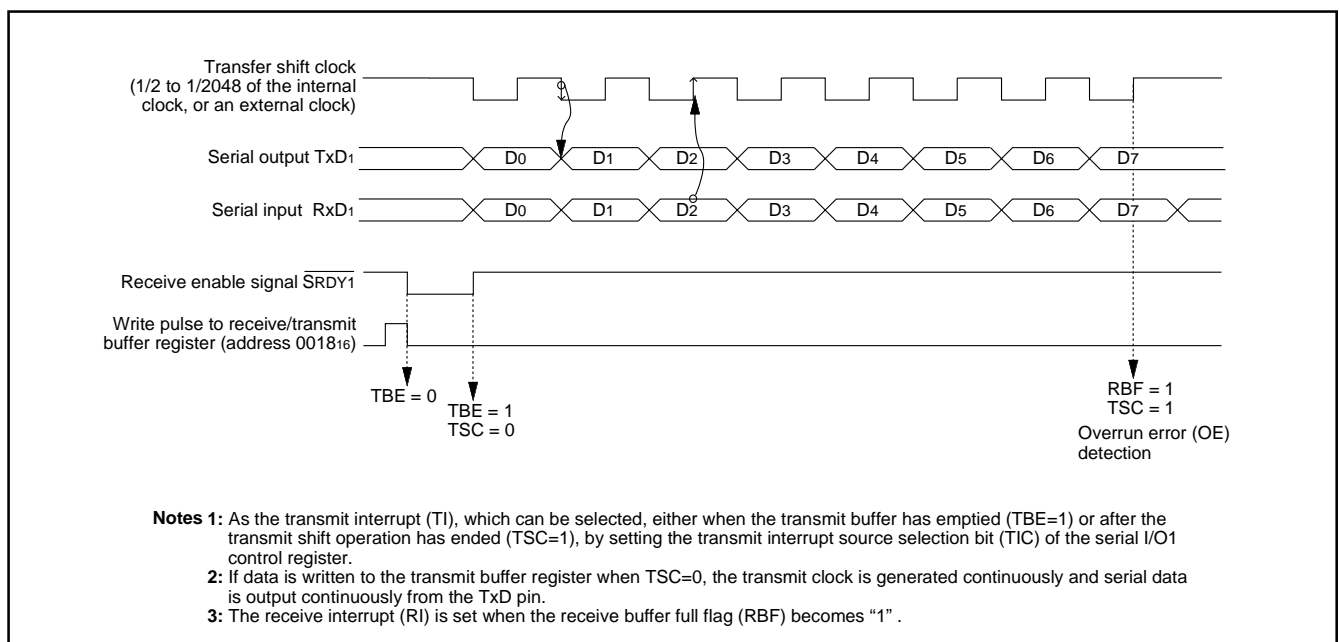 Transfer shift clock
(1/2 to 1/2048 of the internal
clock, or an external clock)
Serial output TxD1
D0 D1 D2 D3 D4 D5 D6 D7
Serial input RxD1
D0 D1 D2 D3 D4 D5 D6 D7
Receive enable signal SRDY1
Write pulse to receive/transmit
buffer register (address 001816)
TBE = 0
TBE = 1
TSC = 0
RBF = 1
TSC = 1
Overrun error (OE)
detection
Notes 1: As the transmit interrupt (TI), which can be selected, either when the transmit buffer has emptied (TBE=1) or after the
transmit shift operation has ended (TSC=1), by setting the transmit interrupt source selection bit (TIC) of the serial I/O1
control register.
2: If data is written to the transmit buffer register when TSC=0, the transmit clock is generated continuously and serial data
is output continuously from the TxD pin.
3: The receive interrupt (RI) is set when the receive buffer full flag (RBF) becomes “1” .